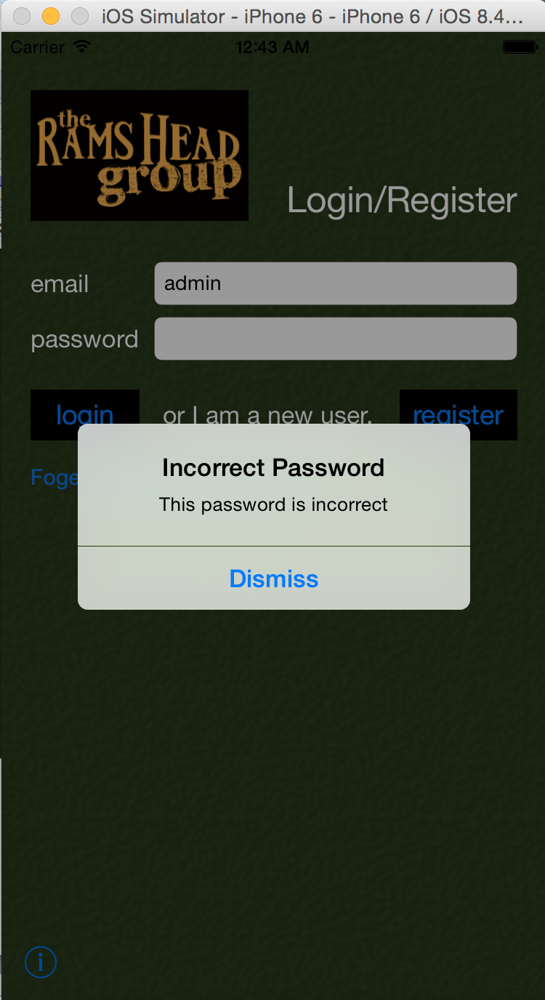 iOS Simulator - iPhone 6 - iPhone 6 / iOS 8.4...
Carrier 12:43 AM
the
RAMS HEAD
group
Login/Register
email admin
password
login or I am a new user. register
Foge
Incorrect Password
This password is incorrect
Dismiss
i